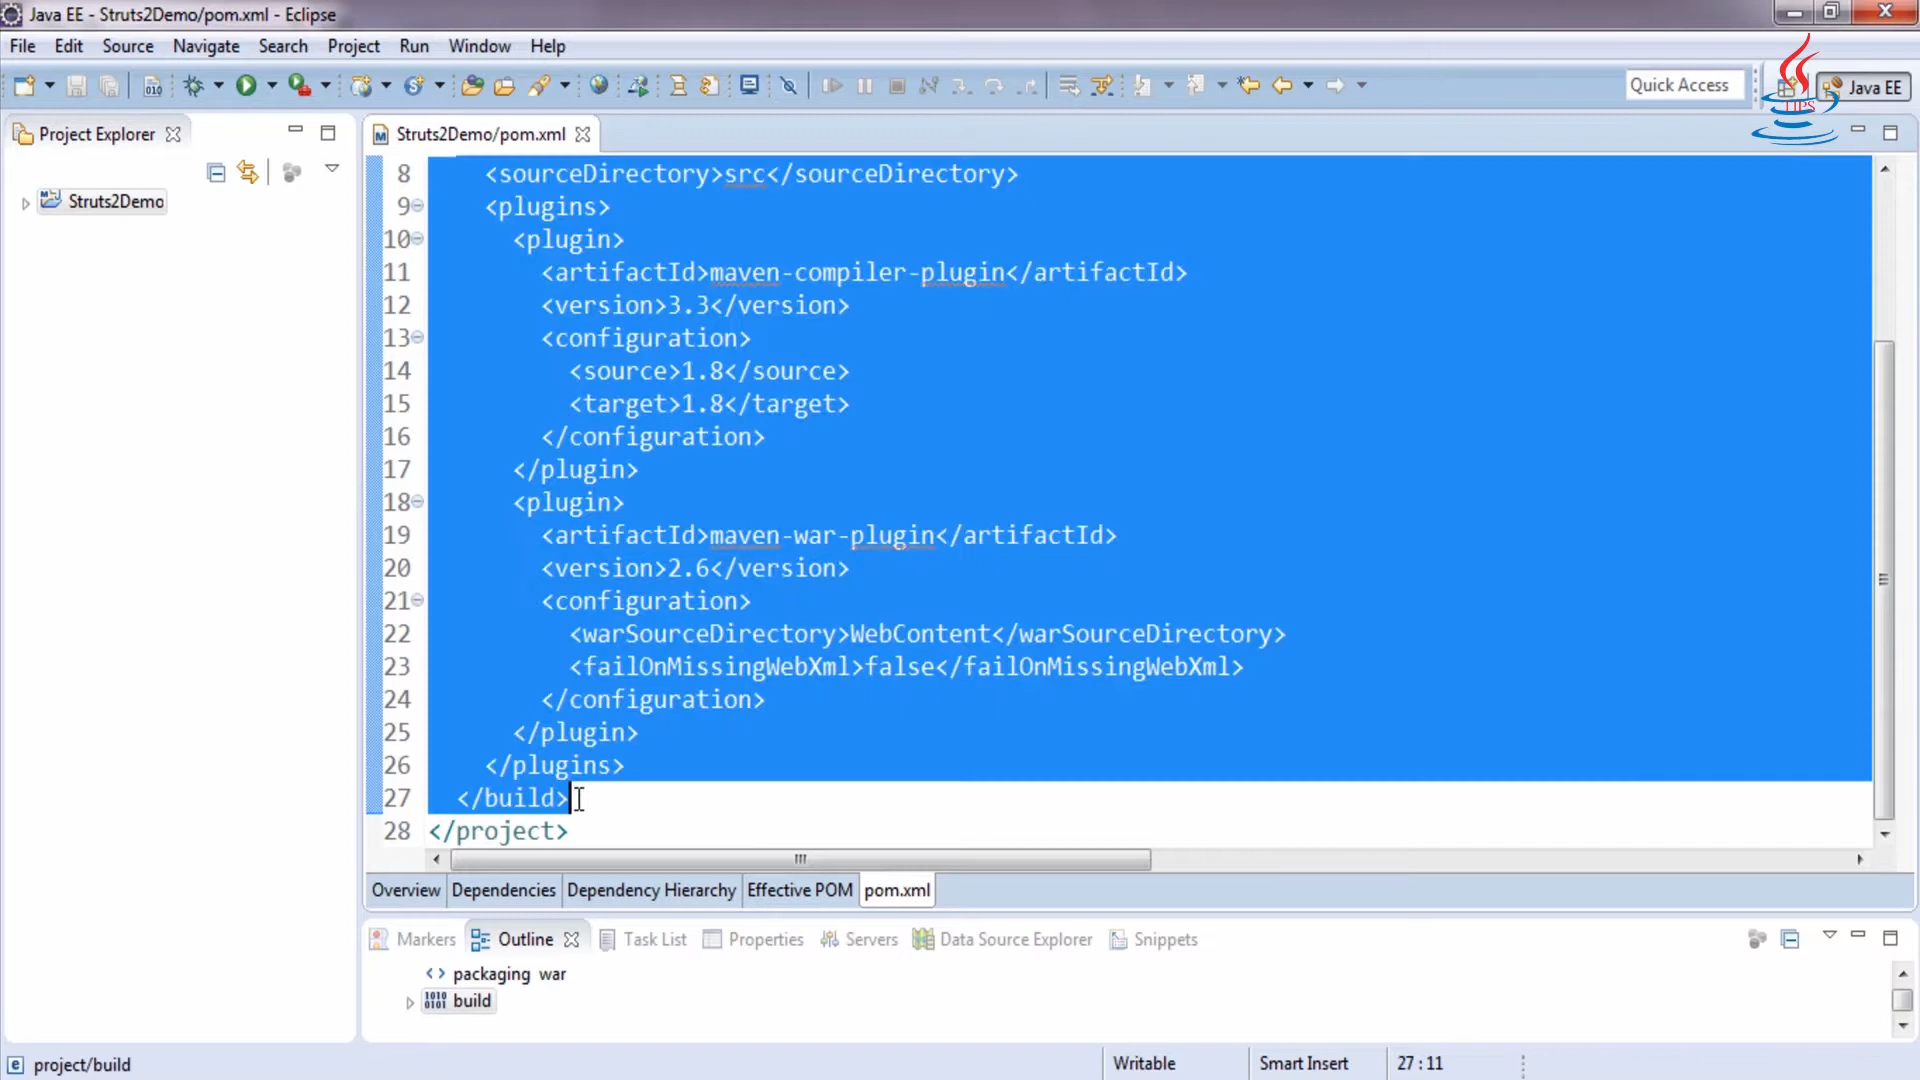 Java EE - Struts2Demo/pom.xml - Eclipse
File Edit Source Navigate Search Project Run Window Help
Quick Access
Java EE
TIPS
Project Explorer
Struts2Demo
Struts2Demo/pom.xml
8 <sourceDirectory>src</sourceDirectory>
9 <plugins>
10 <plugin>
11 <artifactId>maven-compiler-plugin</artifactId>
12 <version>3.3</version>
13 <configuration>
14 <source>1.8</source>
15 <target>1.8</target>
16 </configuration>
17 </plugin>
18 <plugin>
19 <artifactId>maven-war-plugin</artifactId>
20 <version>2.6</version>
21 <configuration>
22 <warSourceDirectory>WebContent</warSourceDirectory>
23 <failOnMissingWebXml>false</failOnMissingWebXml>
24 </configuration>
25 </plugin>
26 </plugins>
27 </build>
28 </project>
Overview Dependencies Dependency Hierarchy Effective POM pom.xml
Markers Outline Task List Properties Servers Data Source Explorer Snippets
packaging war
build
project/build
Writable
Smart Insert
27 : 11